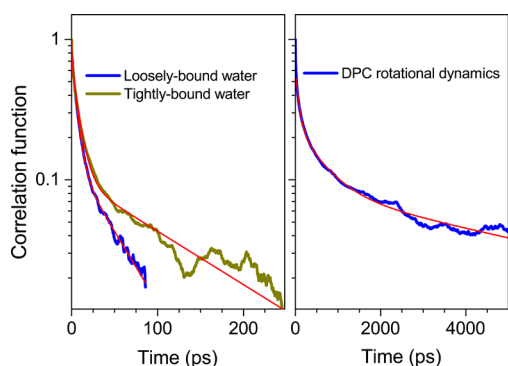 Correlation function
1
0.1
Loosely-bound water
Tightly-bound water
DPC rotational dynamics
0 100 200 0 2000 4000
Time (ps) Time (ps)